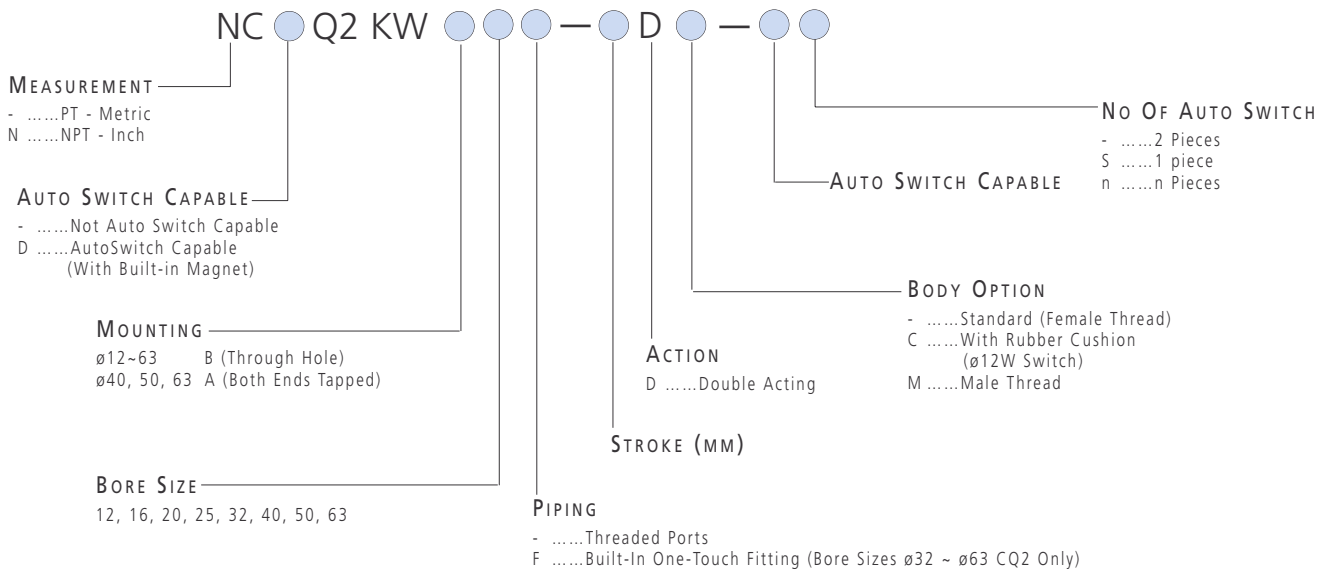 NC Q2 KW — D —
MEASUREMENT
- ......PT - Metric
N ......NPT - Inch
AUTO SWITCH CAPABLE
- ......Not Auto Switch Capable
D ......AutoSwitch Capable
(With Built-in Magnet)
MOUNTING
ø12~63 B (Through Hole)
ø40, 50, 63 A (Both Ends Tapped)
BORE SIZE
12, 16, 20, 25, 32, 40, 50, 63
PIPING
- ......Threaded Ports
F ......Built-In One-Touch Fitting (Bore Sizes ø32 ~ ø63 CQ2 Only)
STROKE (MM)
ACTION
D ......Double Acting
BODY OPTION
- ......Standard (Female Thread)
C ......With Rubber Cushion
(ø12W Switch)
M ......Male Thread
AUTO SWITCH CAPABLE
NO OF AUTO SWITCH
- ......2 Pieces
S ......1 piece
n ......n Pieces